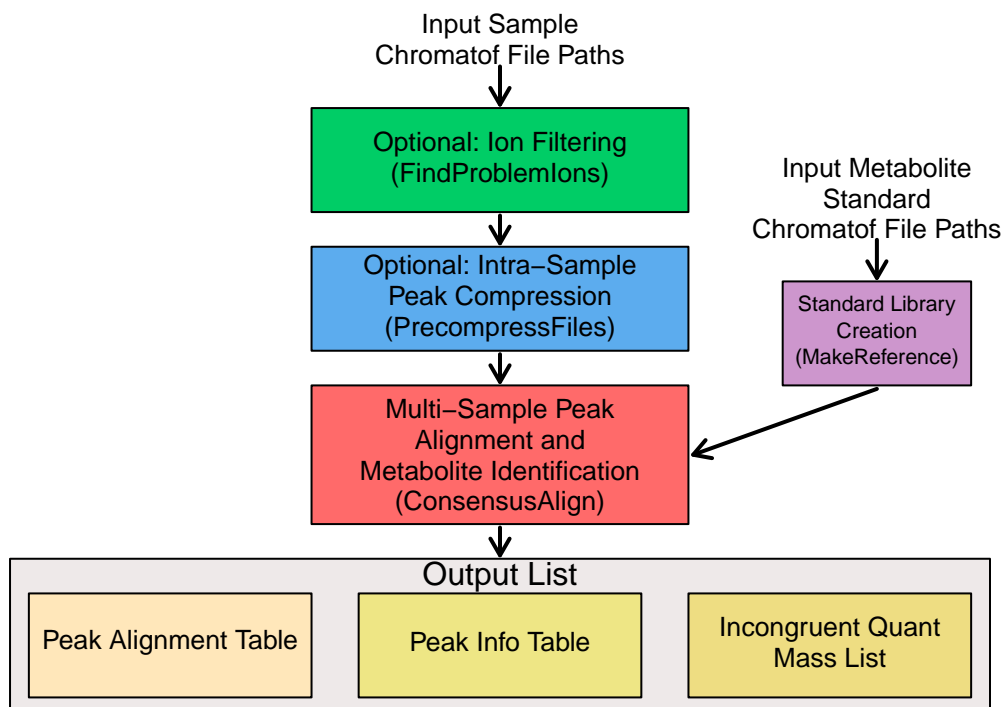 Input Sample
Chromatof File Paths
Optional: Ion Filtering
(FindProblemIons)
Input Metabolite
Standard
Chromatof File Paths
Optional: Intra−Sample
Peak Compression
(PrecompressFiles)
Standard Library
Creation
(MakeReference)
Multi−Sample Peak
Alignment and
Metabolite Identification
(ConsensusAlign)
Output List
Peak Alignment Table
Peak Info Table
Incongruent Quant
Mass List